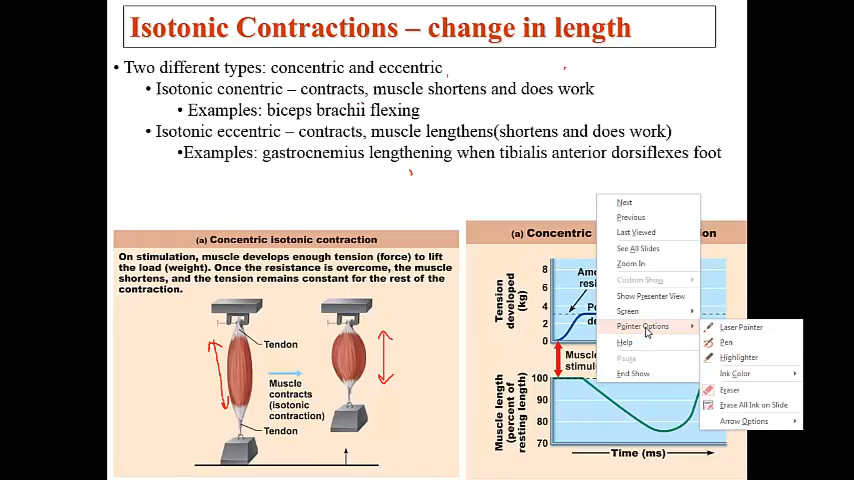 Isotonic Contractions – change in length
• Two different types: concentric and eccentric
• Isotonic conentric – contracts, muscle shortens and does work
• Examples: biceps brachii flexing
• Isotonic eccentric – contracts, muscle lengthens(shortens and does work)
•Examples: gastrocnemius lengthening when tibialis anterior dorsiflexes foot
(a) Concentric isotonic contraction
On stimulation, muscle develops enough tension (force) to lift
the load (weight). Once the resistance is overcome, the muscle
shortens, and the tension remains constant for the rest of the
contraction.
Tendon
Muscle
contracts
(isotonic
contraction)
Tendon
(a) Concentric
Tension
developed
(kg)
8
6
4
2
0
Muscle length
(percent of
resting length)
100
90
80
70
Time (ms)
Next
Previous
Last Viewed
See All Slides
Zoom In
Custom Show
Show Presenter View
Screen
Pointer Options
Help
Pause
End Show
Laser Pointer
Pen
Highlighter
Ink Color
Eraser
Erase All Ink on Slide
Arrow Options